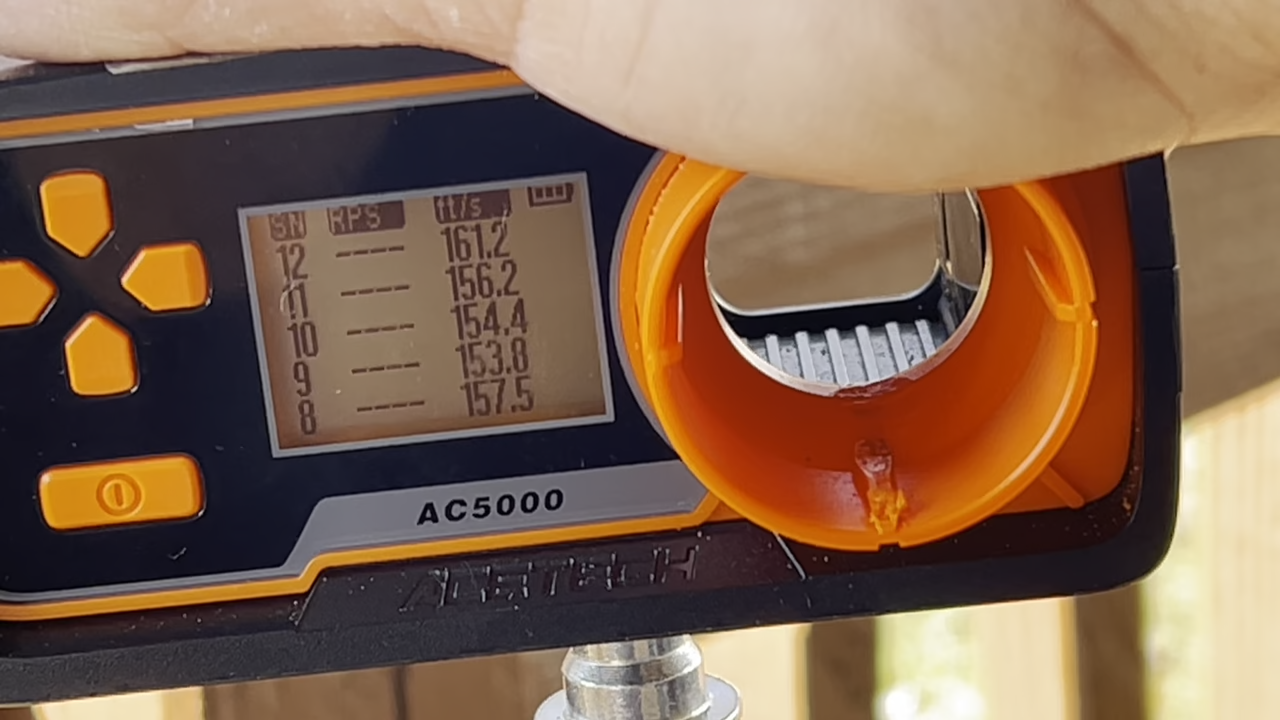 SN RPS ft/s
12 ---- 161.2
11 ---- 156.2
10 ---- 154.4
9 ---- 153.8
8 ---- 157.5
AC5000
ACETECH